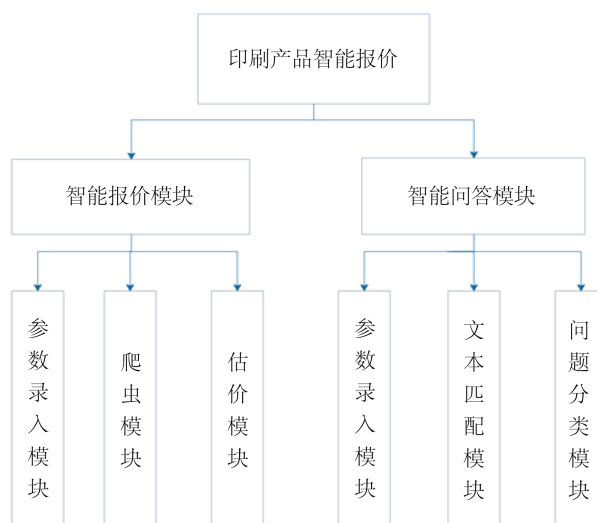 印刷产品智能报价
智能报价模块
智能问答模块
参数录入模块
爬虫模块
估价模块
参数录入模块
文本匹配模块
问题分类模块